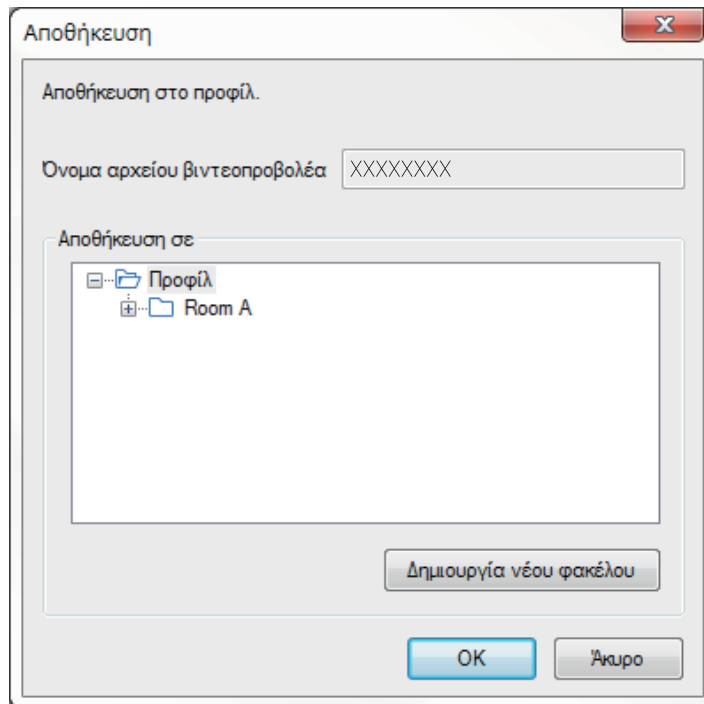 Αποθήκευση
Αποθήκευση στο προφίλ.
Όνομα αρχείου βιντεοπροβολέα XXXXXXXX
Αποθήκευση σε
Προφίλ
Room A
Δημιουργία νέου φακέλου
OK Άκυρο